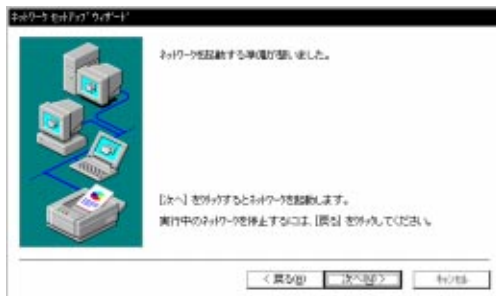 ネットワーク セットアップ ウィザード
ネットワークを起動する準備が整いました。
[次へ] をクリックするとネットワークを起動します。
実行中のネットワークを停止するには、[戻る] をクリックしてください。
< 戻る(B)
次へ(N) >
キャンセル